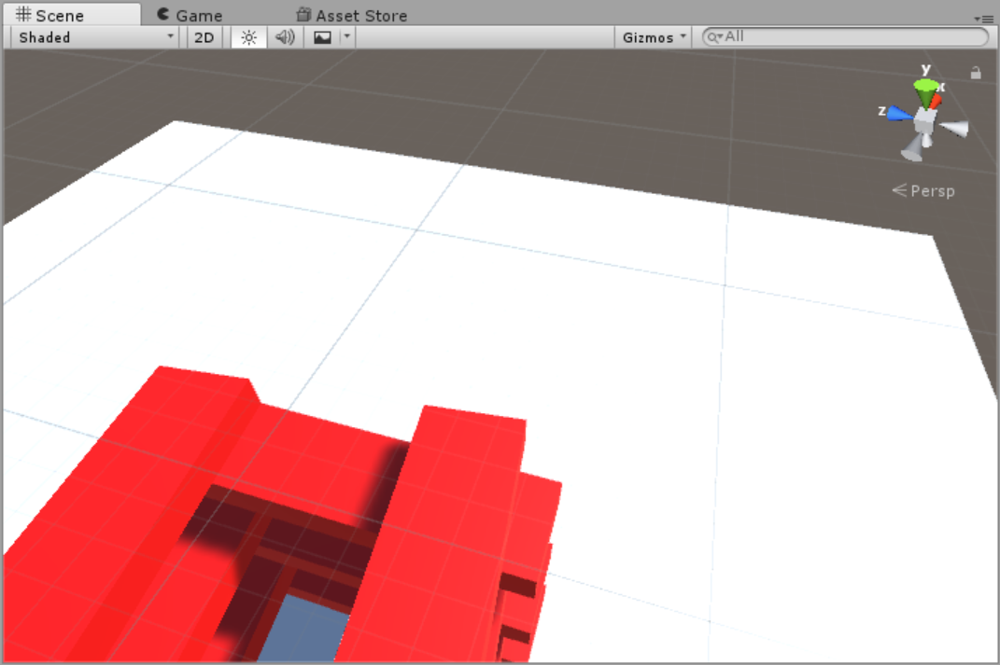 Scene Game Asset Store
Shaded 2D Gizmos All
y
x
z
Persp